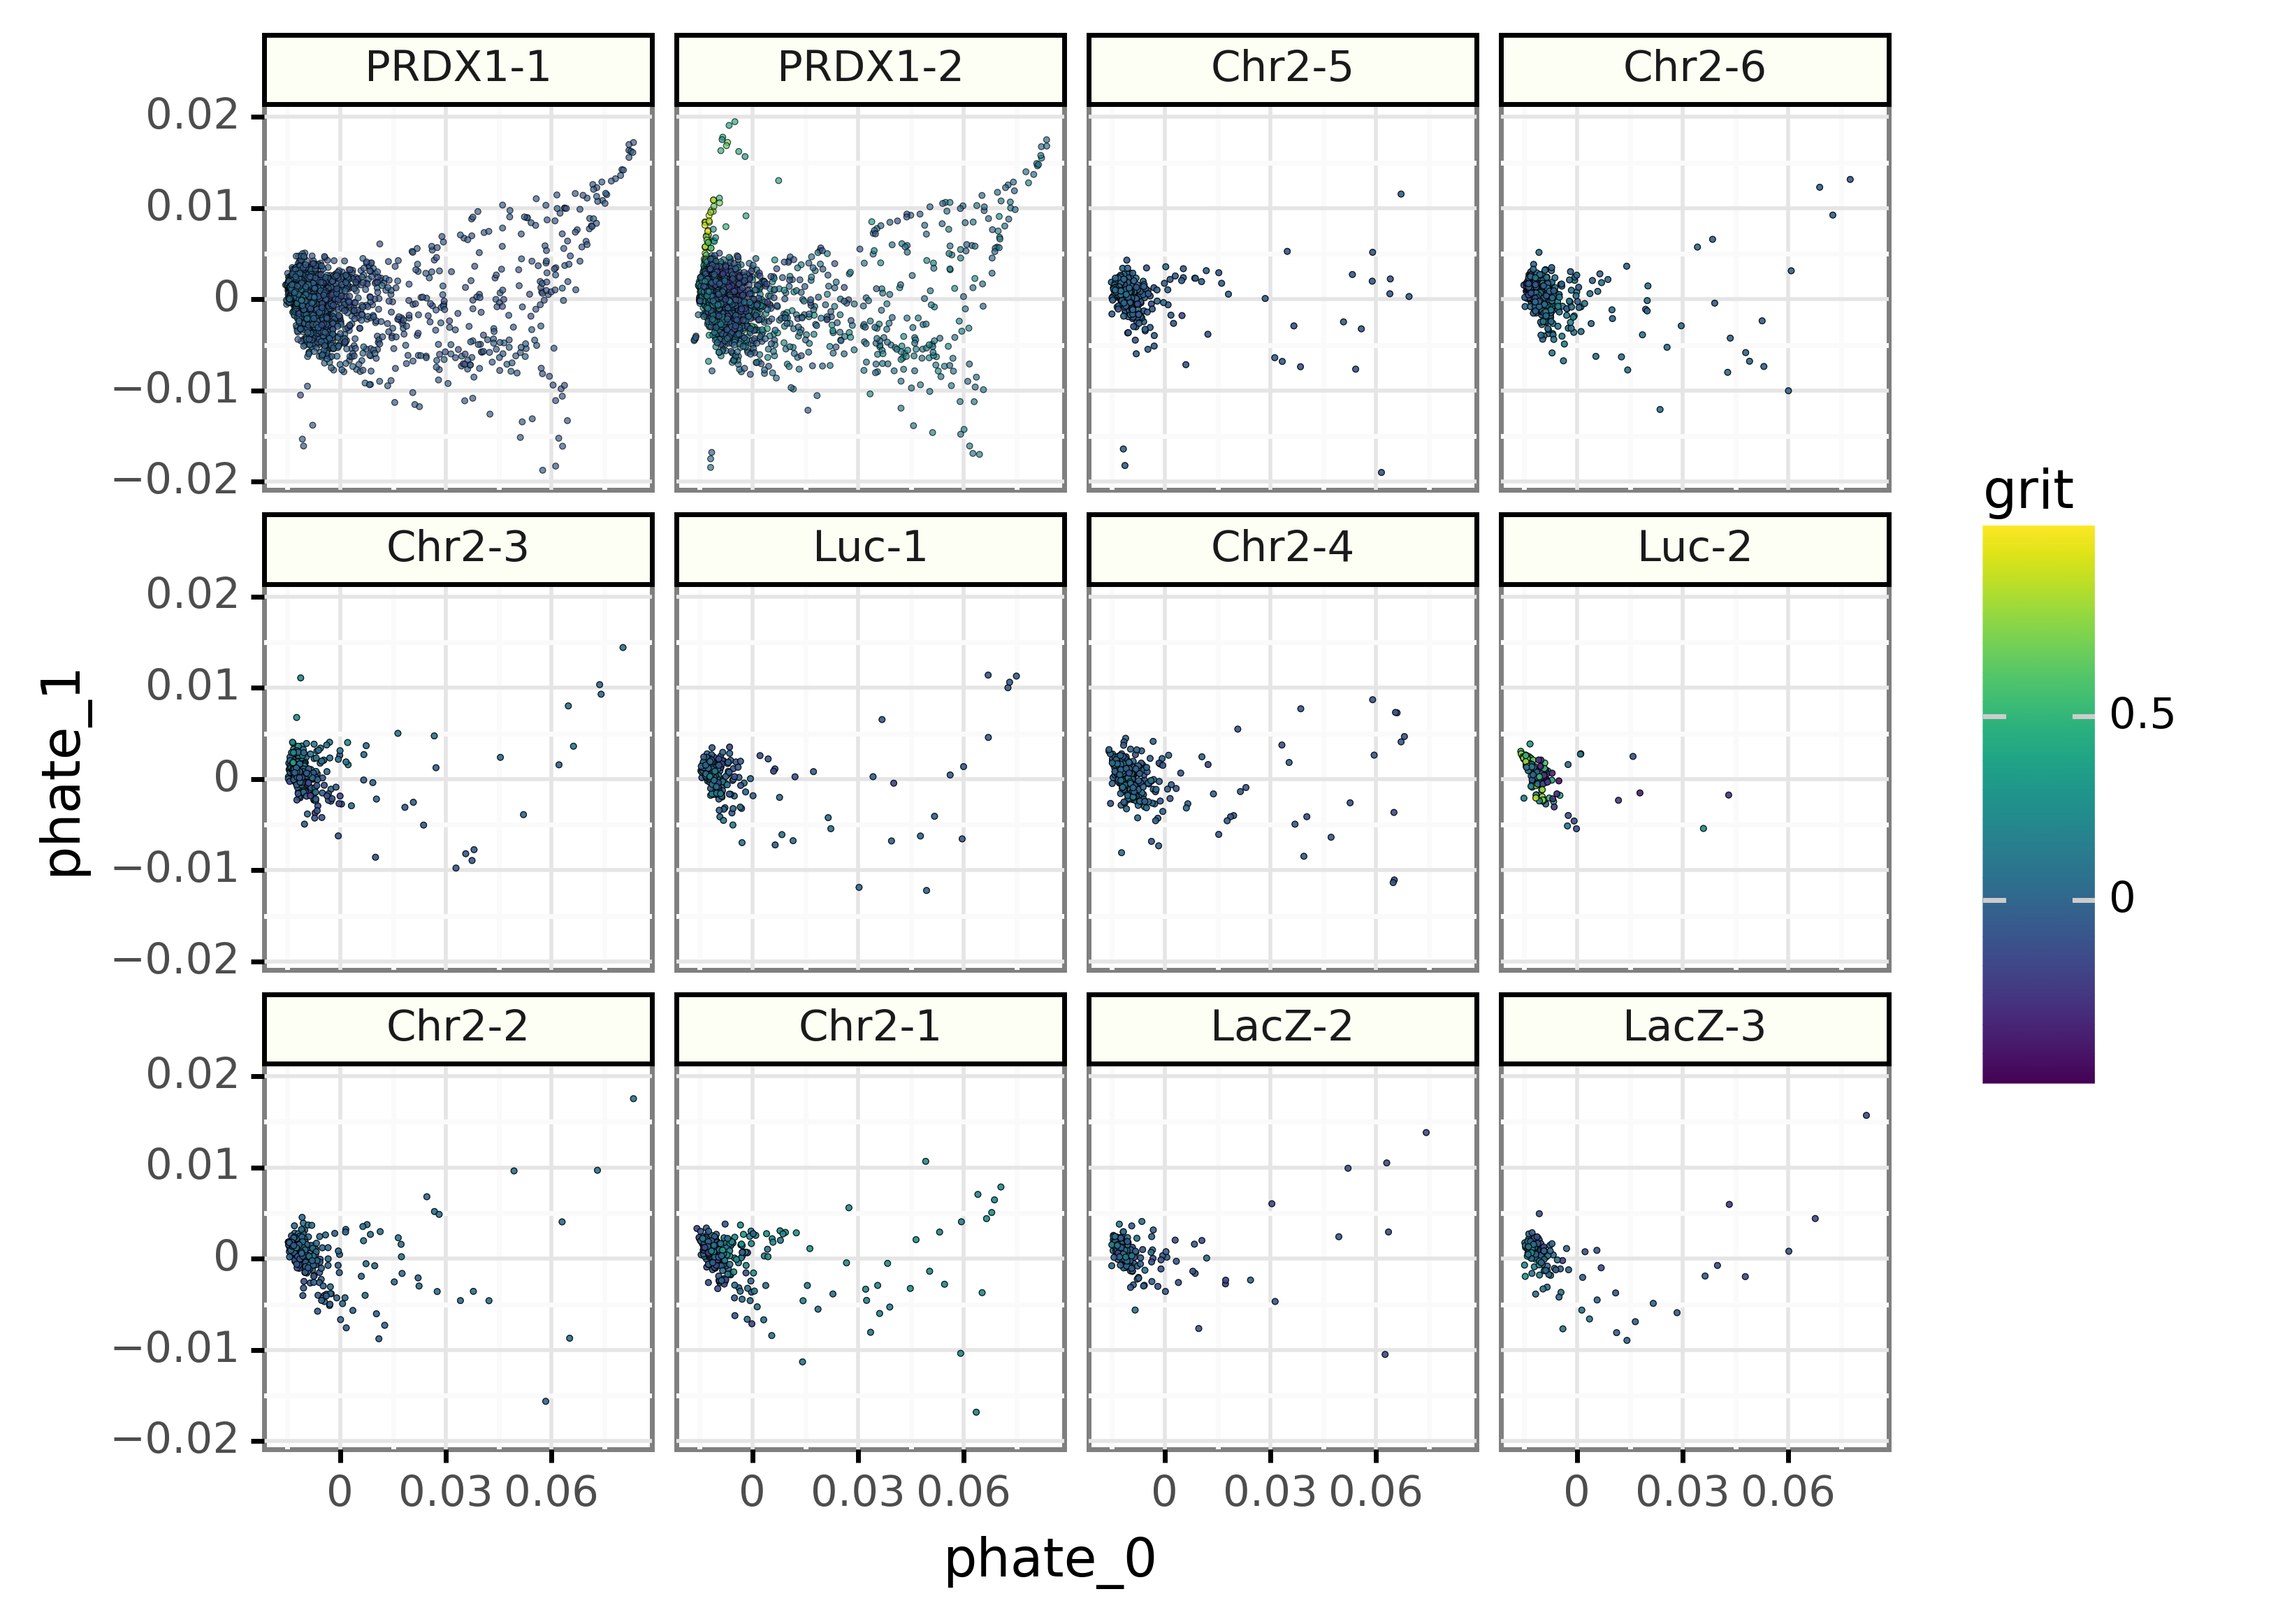 PRDX1-1 PRDX1-2 Chr2-5 Chr2-6
0.02
0.01
0
−0.01
−0.02
Chr2-3 Luc-1 Chr2-4 Luc-2
0.02
0.01
0
−0.01
−0.02
Chr2-2 Chr2-1 LacZ-2 LacZ-3
0.02
0.01
0
−0.01
−0.02
0 0.03 0.06 0 0.03 0.06 0 0.03 0.06 0 0.03 0.06
phate_0
phate_1
grit
0.5
0